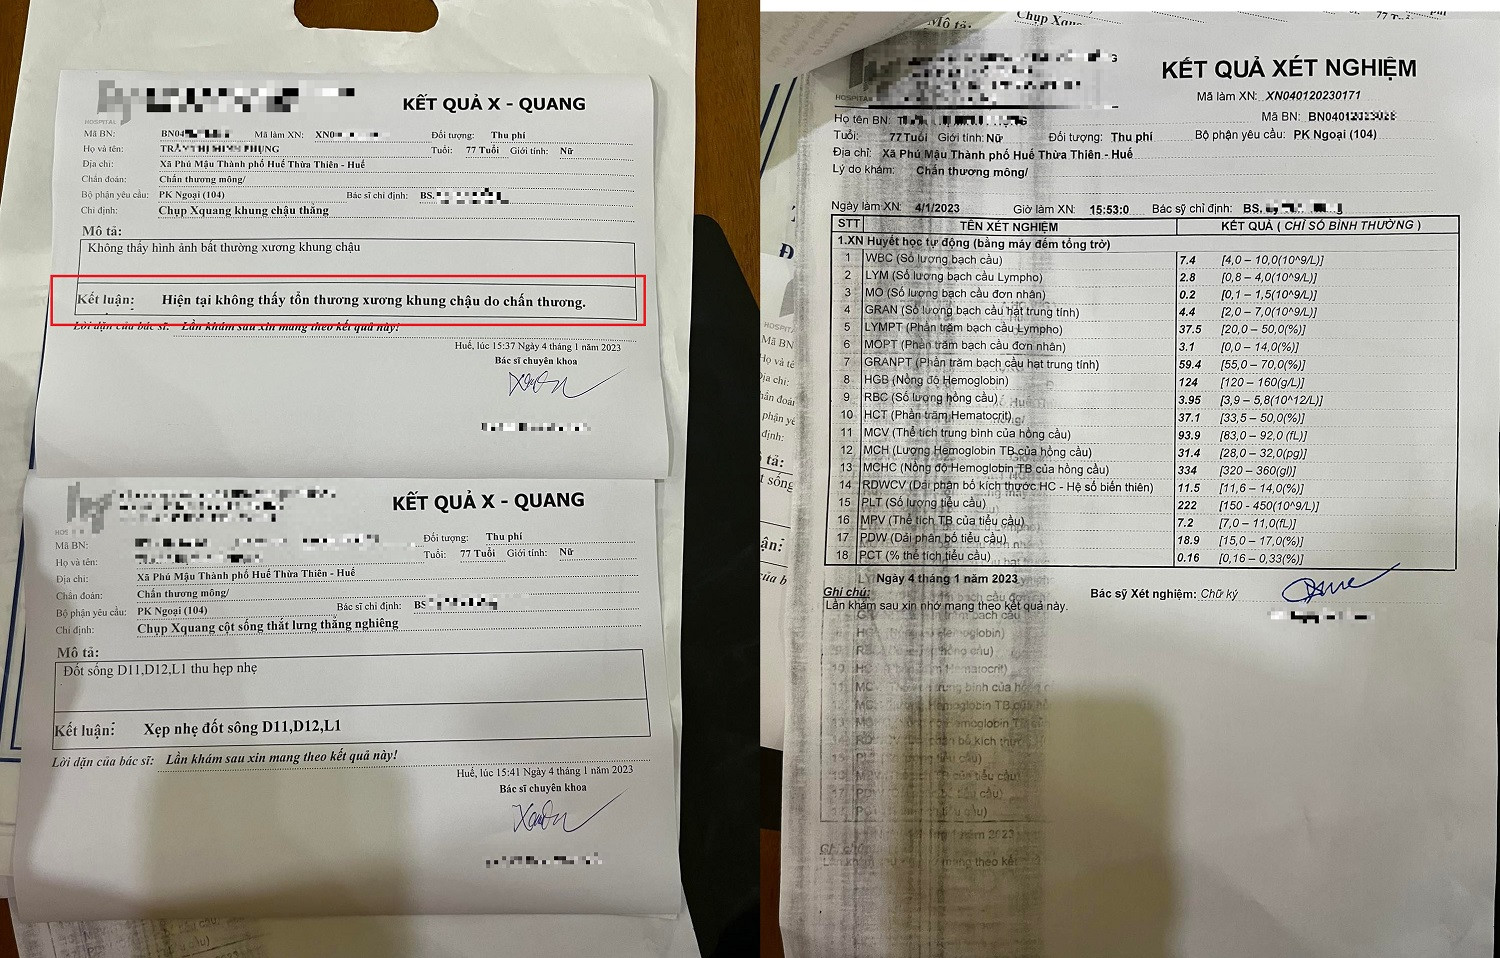 KẾT QUẢ X - QUANG
HOSPITAL
Mã BN: BN04 Mã làm XN: XN0 Đối tượng: Thu phí
Họ và tên: Tuổi: 77 Tuổi Giới tính: Nữ
Địa chỉ: Xã Phú Mậu Thành phố Huế Thừa Thiên - Huế
Chẩn đoán: Chấn thương mông/
Bộ phận yêu cầu: PK Ngoại (104) Bác sĩ chỉ định: BS.
Chỉ định: Chụp Xquang khung chậu thẳng
Mô tả:
Không thấy hình ảnh bất thường xương khung chậu
Kết luận: Hiện tại không thấy tổn thương xương khung chậu do chấn thương.
Lời dặn của bác sĩ: Lần khám sau xin mang theo kết quả này!
Huế, lúc 15:37 Ngày 4 tháng 1 năm 2023
Bác sĩ chuyên khoa
KẾT QUẢ X - QUANG
Mã BN: Đối tượng: Thu phí
Họ và tên: Tuổi: 77 Tuổi Giới tính: Nữ
Địa chỉ: Xã Phú Mậu Thành phố Huế Thừa Thiên - Huế
Chẩn đoán: Chấn thương mông/
Bộ phận yêu cầu: PK Ngoại (104) Bác sĩ chỉ định: BS
Chỉ định: Chụp Xquang cột sống thắt lưng thẳng nghiêng
Mô tả:
Đốt sống D11,D12,L1 thu hẹp nhẹ
Kết luận: Xẹp nhẹ đốt sông D11,D12,L1
Lời dặn của bác sĩ: Lần khám sau xin mang theo kết quả này!
Huế, lúc 15:41 Ngày 4 tháng 1 năm 2023
Bác sĩ chuyên khoa
Mô tả: Chụp
KẾT QUẢ XÉT NGHIỆM
HOSPITAL
Mã làm XN: XN040120230171
Mã BN: BN040120230
Họ tên BN:
Tuổi: 77 Tuổi Giới tính: Nữ Đối tượng: Thu phí Bộ phận yêu cầu: PK Ngoại (104)
Địa chỉ: Xã Phú Mậu Thành phố Huế Thừa Thiên - Huế
Lý do khám: Chấn thương mông/
Ngày làm XN: 4/1/2023 Giờ làm XN: 15:53:0 Bác sỹ chỉ định: BS.
STT TÊN XÉT NGHIỆM KẾT QUẢ ( CHỈ SỐ BÌNH THƯỜNG )
1.XN Huyết học tự động (bằng máy đếm tổng trở)
1 WBC (Số lượng bạch cầu) 7.4 [4,0 – 10,0(10^9/L)]
2 LYM (Số lượng bạch cầu Lympho) 2.8 [0,8 – 4,0(10^9/L)]
3 MO (Số lượng bạch cầu đơn nhân) 0.2 [0,1 – 1,5(10^9/L)]
4 GRAN (Số lượng bạch cầu hạt trung tính) 4.4 [2,0 – 7,0(10^9/L)]
5 LYMPT (Phần trăm bạch cầu Lympho) 37.5 [20,0 – 50,0(%)]
6 MOPT (Phần trăm bạch cầu đơn nhân) 3.1 [0,0 – 14,0(%)]
7 GRANPT (Phần trăm bạch cầu hạt trung tính) 59.4 [55,0 – 70,0(%)]
8 HGB (Nồng độ Hemoglobin) 124 [120 – 160(g/L)]
9 RBC (Số lượng hồng cầu) 3.95 [3,9 – 5,8(10^12/L)]
10 HCT (Phần trăm Hematocrit) 37.1 [33,5 – 50,0(%)]
11 MCV (Thể tích trung bình của hồng cầu) 93.9 [83,0 – 92,0 (fL)]
12 MCH (Lượng Hemoglobin TB của hồng cầu) 31.4 [28,0 – 32,0(pg)]
13 MCHC (Nồng độ Hemoglobin TB của hồng cầu) 334 [320 – 360(gl)]
14 RDWCV (Dải phân bố kích thước HC - Hệ số biến thiên) 11.5 [11,6 – 14,0(%)]
15 PLT (Số lượng tiểu cầu) 222 [150 - 450(10^9/L)]
16 MPV (Thể tích TB của tiểu cầu) 7.2 [7,0 – 11,0(fL)]
17 PDW (Dải phân bố tiểu cầu) 18.9 [15,0 – 17,0(%)]
18 PCT (% thể tích tiểu cầu) 0.16 [0,16 – 0,33(%)]
Ngày 4 tháng 1 năm 2023
Ghi chú: Bác sỹ Xét nghiệm: Chữ ký
Lần khám sau xin nhớ mang theo kết quả này.